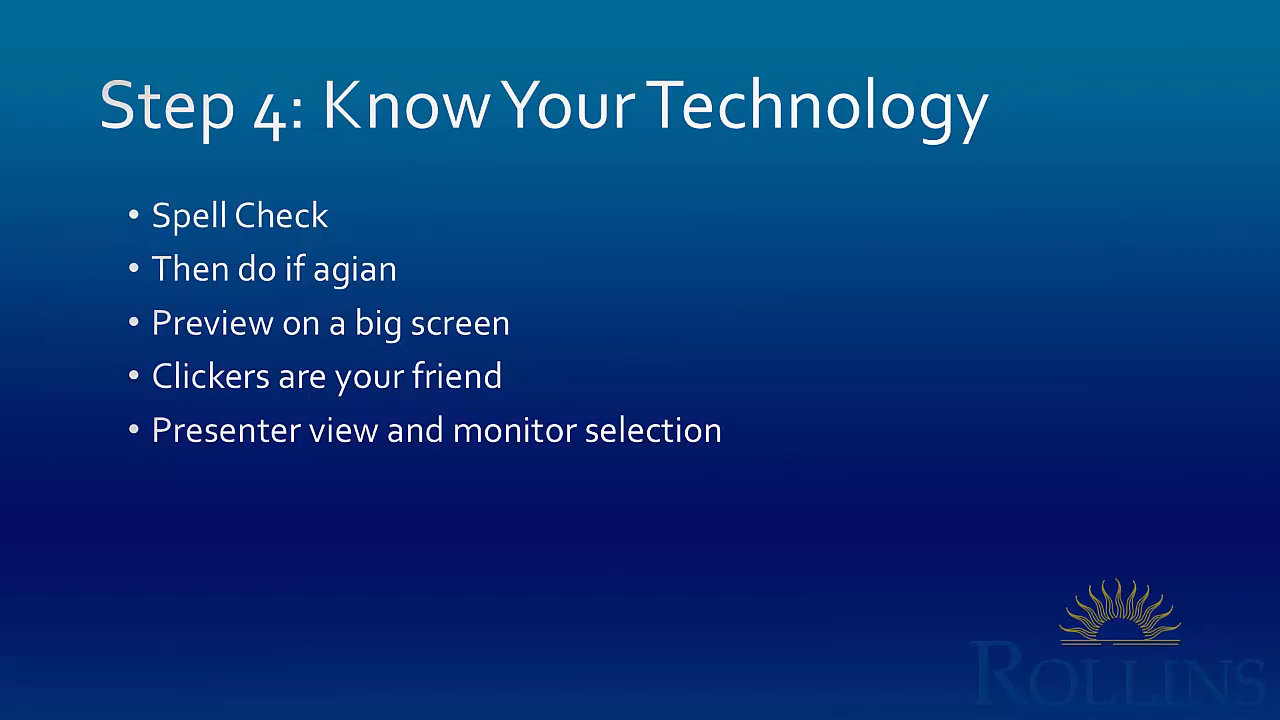 Step 4: Know Your Technology
• Spell Check
• Then do if agian
• Preview on a big screen
• Clickers are your friend
• Presenter view and monitor selection
ROLLINS